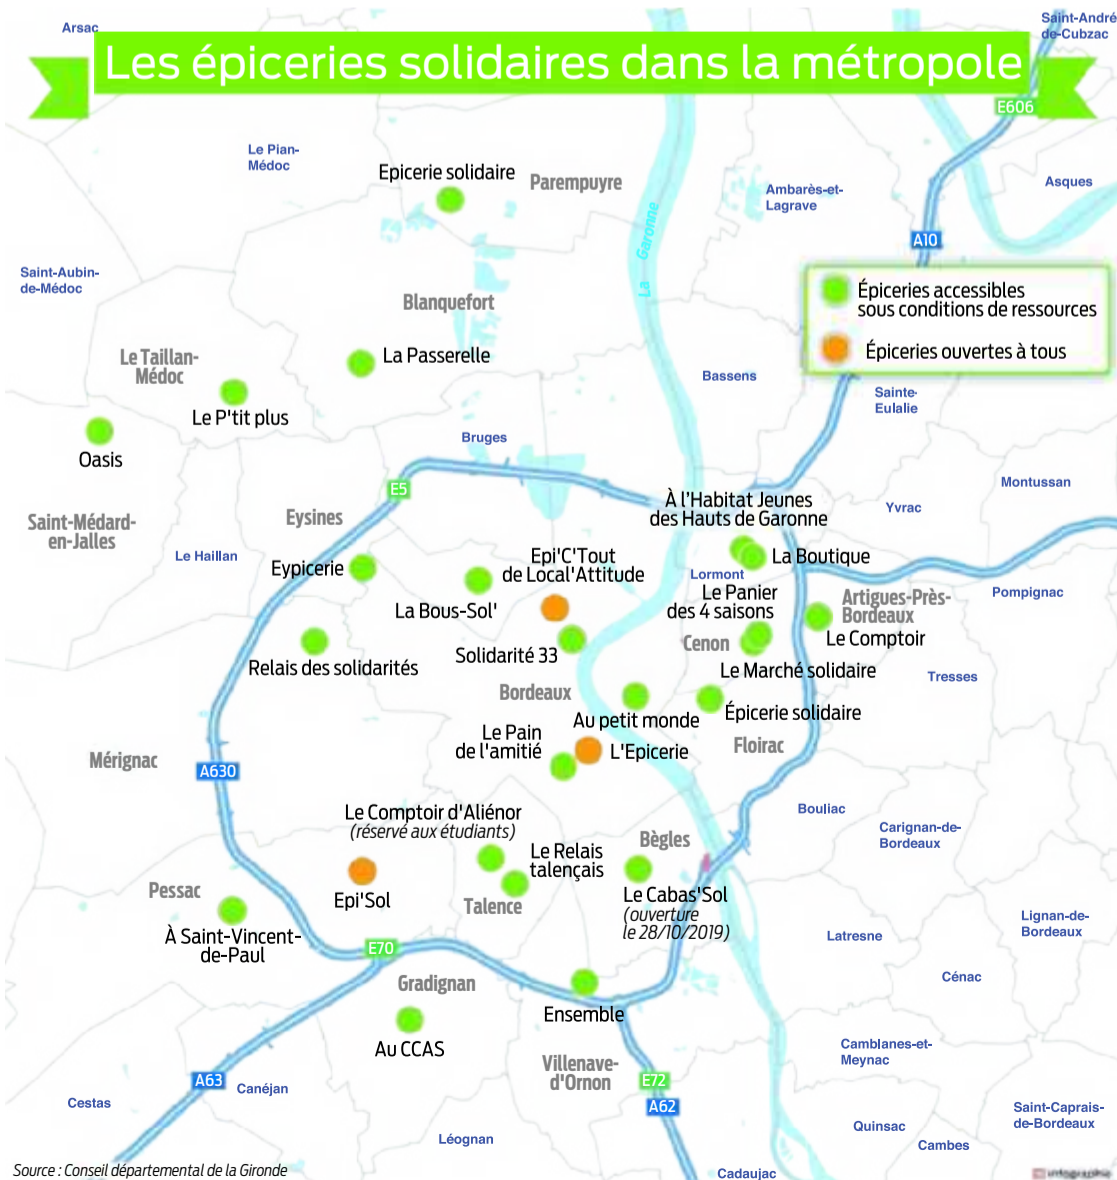 Arsac
Saint-André
de-Cubzac
Les épiceries solidaires dans la métropole
E606
Le Pian-
Médoc
Epicerie solidaire
Parempuyre
Ambarès-et-
Lagrave
Asques
La Garonne
A10
Saint-Aubin-
de-Médoc
Blanquefort
Épiceries accessibles
sous conditions de ressources
Épiceries ouvertes à tous
La Passerelle
Le Taillan-
Médoc
Le P'tit plus
Bassens
Sainte-
Eulalie
Oasis
Bruges
Montussan
E5
À l'Habitat Jeunes
des Hauts de Garonne
Yvrac
Saint-Médard-
en-Jalles
Eysines
Le Haillan
Eypicerie
La Bous-Sol'
Epi'C'Tout
de Local'Attitude
La Boutique
Lormont
Le Panier
des 4 saisons
Pompignac
Artigues-Près-
Bordeaux
Le Comptoir
Cenon
Relais des solidarités
Solidarité 33
Le Marché solidaire
Tresses
Bordeaux
Au petit monde
Épicerie solidaire
Le Pain
de l'amitié
L'Epicerie
Floirac
Mérignac
A630
Bouliac
Le Comptoir d'Aliénor
(réservé aux étudiants)
Carignan-de-
Bordeaux
Bègles
Le Relais
talençais
Epi'Sol
Le Cabas'Sol
(ouverture
le 28/10/2019)
Pessac
Talence
À Saint-Vincent-
de-Paul
Lignan-de-
Bordeaux
Latresne
E70
Cénac
Gradignan
Ensemble
Au CCAS
Camblanes-et-
Meynac
Villenave-
d'Ornon
E72
A63
Canéjan
A62
Cestas
Saint-Caprais-
de-Bordeaux
Quinsac
Léognan
Cambes
Cadaujac
Source : Conseil départemental de la Gironde
infographie